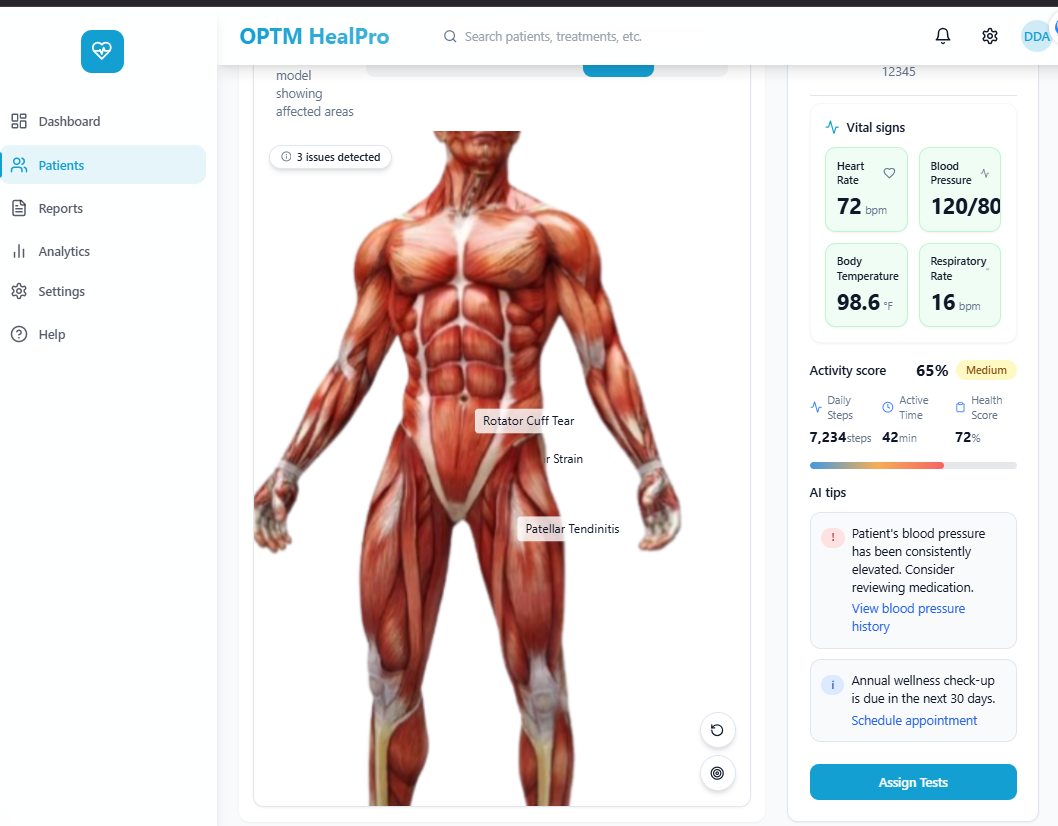 OPTM HealPro
Search patients, treatments, etc.
DDA
Dashboard
Patients
Reports
Analytics
Settings
Help
model
showing
affected areas
3 issues detected
Rotator Cuff Tear
r Strain
Patellar Tendinitis
12345
Vital signs
Heart
Rate
72 bpm
Blood
Pressure
120/80
Body
Temperature
98.6 °F
Respiratory
Rate
16 bpm
Activity score 65% Medium
Daily
Steps
7,234steps
Active
Time
42min
Health
Score
72%
AI tips
!
Patient's blood pressure
has been consistently
elevated. Consider
reviewing medication.
View blood pressure
history
i
Annual wellness check-up
is due in the next 30 days.
Schedule appointment
Assign Tests